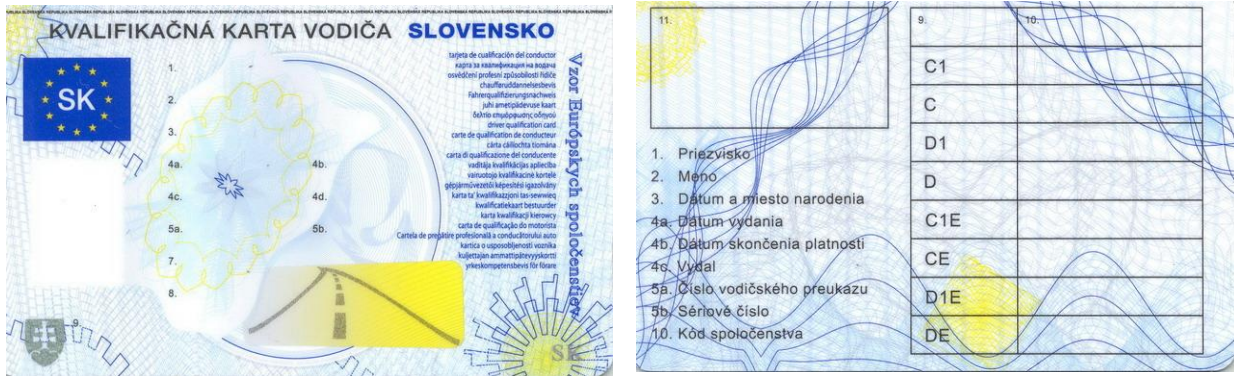 KVALIFIKAČNÁ KARTA VODIČA SLOVENSKO
SK
1.
2.
3.
4a.
4b.
4c.
4d.
5a.
5b.
7.
8.
9
tarjeta de cualificación del conductor
карта за квалификация на водача
osvědčení profesní způsobilosti řidiče
chaufføruddannelsesbevis
Fahrerqualifizierungsnachweis
juhi ametipädevuse kaart
δελτίο επιμόρφωσης οδηγού
driver qualification card
carte de qualification de conducteur
cárta cáilíochta tiomána
carta di qualificazione del conducente
vadītāja kvalifikācijas apliecība
vairuotojo kvalifikacinė kortelė
gépjárművezetői képesítési igazolvány
karta ta' kwalifikazzjoni tas-sewwieq
kwalificatiekaart bestuurder
karta kwalifikacji kierowcy
carta de qualificação do motorista
Cartela de pregătire profesională a conducătorului auto
kartica o usposobljenosti voznika
kuljettajan ammattipätevyyskortti
yrkeskompetensbevis för förare
Vzor Európskych spoločenstiev
SK
11.
1. Priezvisko
2. Meno
3. Dátum a miesto narodenia
4a. Dátum vydania
4b. Dátum skončenia platnosti
4c. Vydal
5a. Číslo vodičského preukazu
5b. Sériové číslo
10. Kód spoločenstva
9. 10.
C1
C
D1
D
C1E
CE
D1E
DE